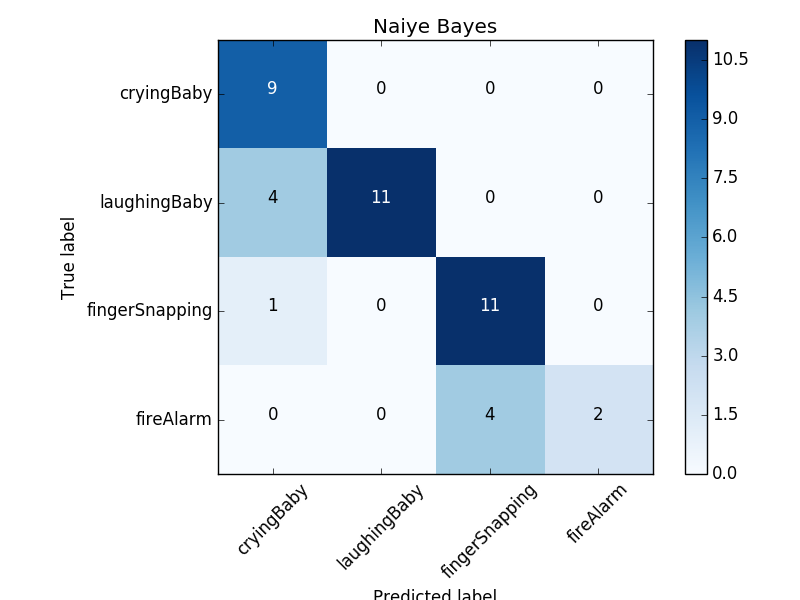 Naiye Bayes
True label
cryingBaby 9 0 0 0
laughingBaby 4 11 0 0
fingerSnapping 1 0 11 0
fireAlarm 0 0 4 2
cryingBaby laughingBaby fingerSnapping fireAlarm
Predicted label
10.5
9.0
7.5
6.0
4.5
3.0
1.5
0.0